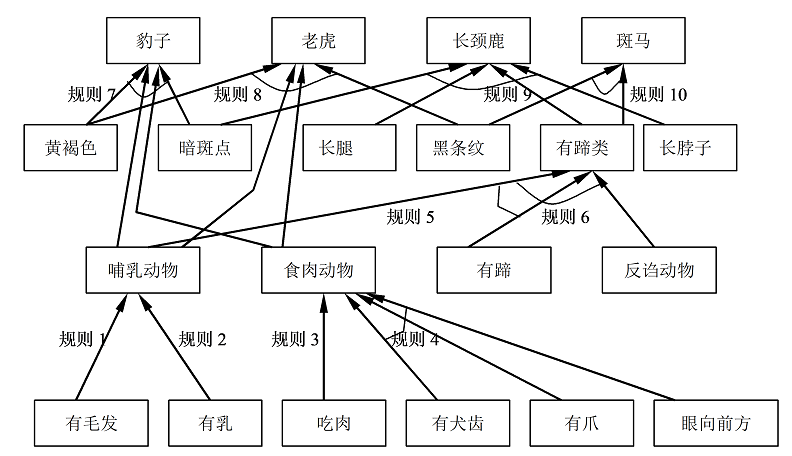 豹子 老虎 长颈鹿 斑马
规则 7 规则 8 规则 9 规则 10
黄褐色 暗斑点 长腿 黑条纹 有蹄类 长脖子
规则 5 规则 6
哺乳动物 食肉动物 有蹄 反诌动物
规则 1 规则 2 规则 3 规则 4
有毛发 有乳 吃肉 有犬齿 有爪 眼向前方